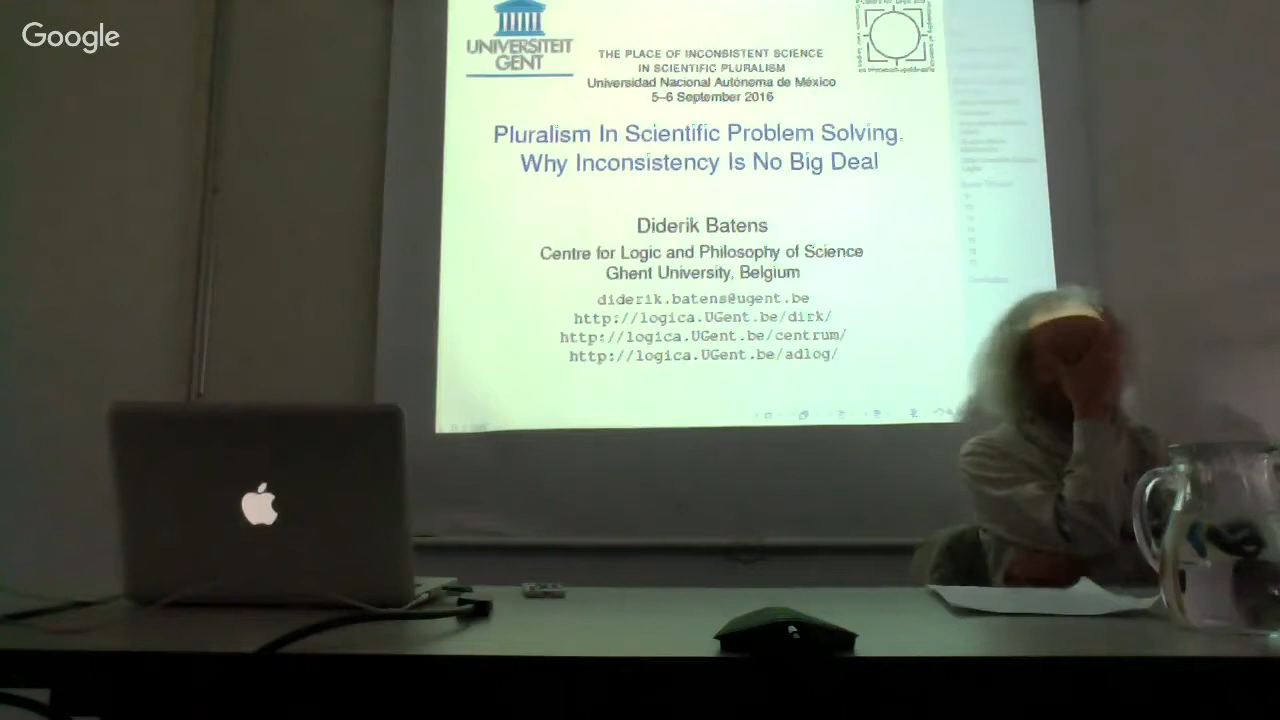 Google
UNIVERSITEIT
GENT
THE PLACE OF INCONSISTENT SCIENCE
IN SCIENTIFIC PLURALISM
Universidad Nacional Autónoma de México
5–6 September 2016
Pluralism In Scientific Problem Solving.
Why Inconsistency Is No Big Deal
Diderik Batens
Centre for Logic and Philosophy of Science
Ghent University, Belgium
diderik.batens@ugent.be
http://logica.UGent.be/dirk/
http://logica.UGent.be/centrum/
http://logica.UGent.be/adlog/